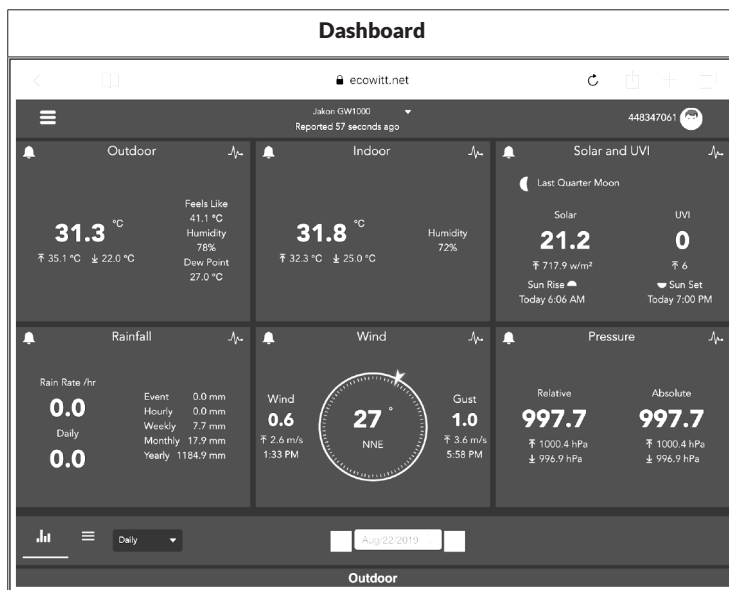 Dashboard
ecowitt.net
Jakon GW1000
Reported 57 seconds ago
448347061
Outdoor
31.3 °C
35.1 °C 22.0 °C
Feels Like
41.1 °C
Humidity
78%
Dew Point
27.0 °C
Indoor
31.8 °C
32.3 °C 25.0 °C
Humidity
72%
Solar and UVI
Last Quarter Moon
Solar UVI
21.2 0
717.9 w/m² 6
Sun Rise Sun Set
Today 6:06 AM Today 7:00 PM
Rainfall
Rain Rate /hr
0.0
Daily
0.0
Event 0.0 mm
Hourly 0.0 mm
Weekly 7.7 mm
Monthly 17.9 mm
Yearly 1184.9 mm
Wind
Wind
0.6
2.6 m/s
1:33 PM
27 °
NNE
Gust
1.0
3.6 m/s
5:58 PM
Pressure
Relative Absolute
997.7 997.7
1000.4 hPa 1000.4 hPa
996.9 hPa 996.9 hPa
Daily
Aug/22/2019
Outdoor